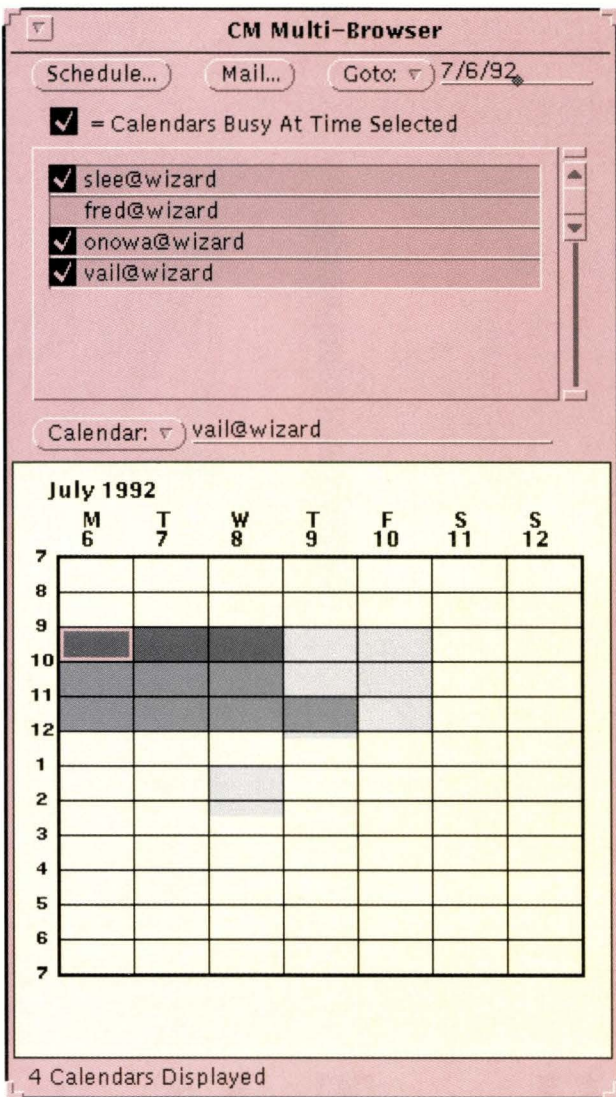 CM Multi-Browser
Schedule... Mail... Goto: 7/6/92
= Calendars Busy At Time Selected
slee@wizard
fred@wizard
onowa@wizard
vail@wizard
Calendar: vail@wizard
July 1992
M T W T F S S
6 7 8 9 10 11 12
7
8
9
10
11
12
1
2
3
4
5
6
7
4 Calendars Displayed